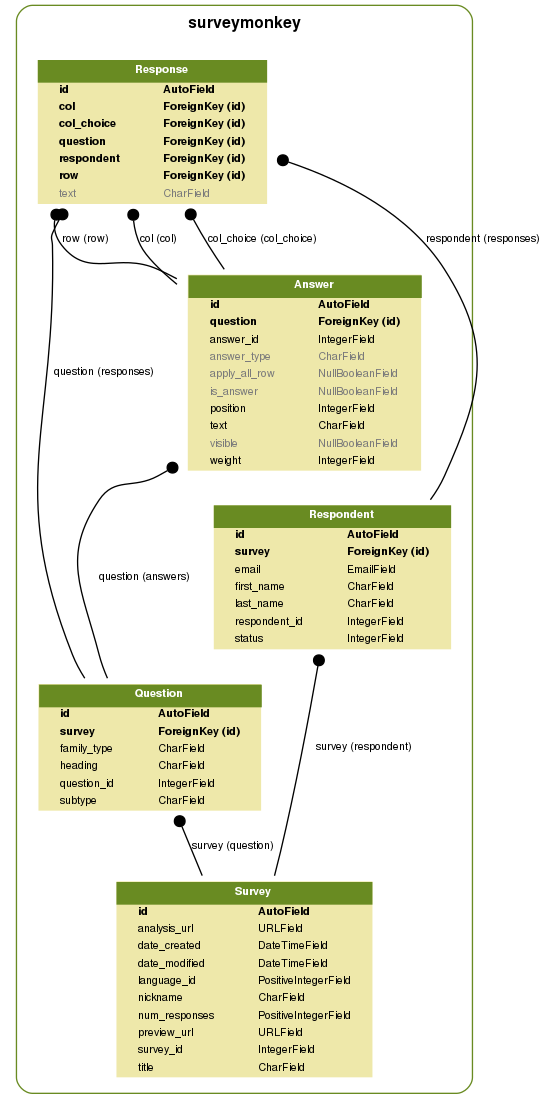 surveymonkey
Response
id AutoField
col ForeignKey (id)
col_choice ForeignKey (id)
question ForeignKey (id)
respondent ForeignKey (id)
row ForeignKey (id)
text CharField
row (row) col (col) col_choice (col_choice) respondent (responses)
Answer
id AutoField
question ForeignKey (id)
answer_id IntegerField
answer_type CharField
apply_all_row NullBooleanField
is_answer NullBooleanField
position IntegerField
text CharField
visible NullBooleanField
weight IntegerField
question (responses)
Respondent
id AutoField
survey ForeignKey (id)
email EmailField
first_name CharField
last_name CharField
respondent_id IntegerField
status IntegerField
question (answers)
Question
id AutoField
survey ForeignKey (id)
family_type CharField
heading CharField
question_id IntegerField
subtype CharField
survey (respondent)
survey (question)
Survey
id AutoField
analysis_url URLField
date_created DateTimeField
date_modified DateTimeField
language_id PositiveIntegerField
nickname CharField
num_responses PositiveIntegerField
preview_url URLField
survey_id IntegerField
title CharField